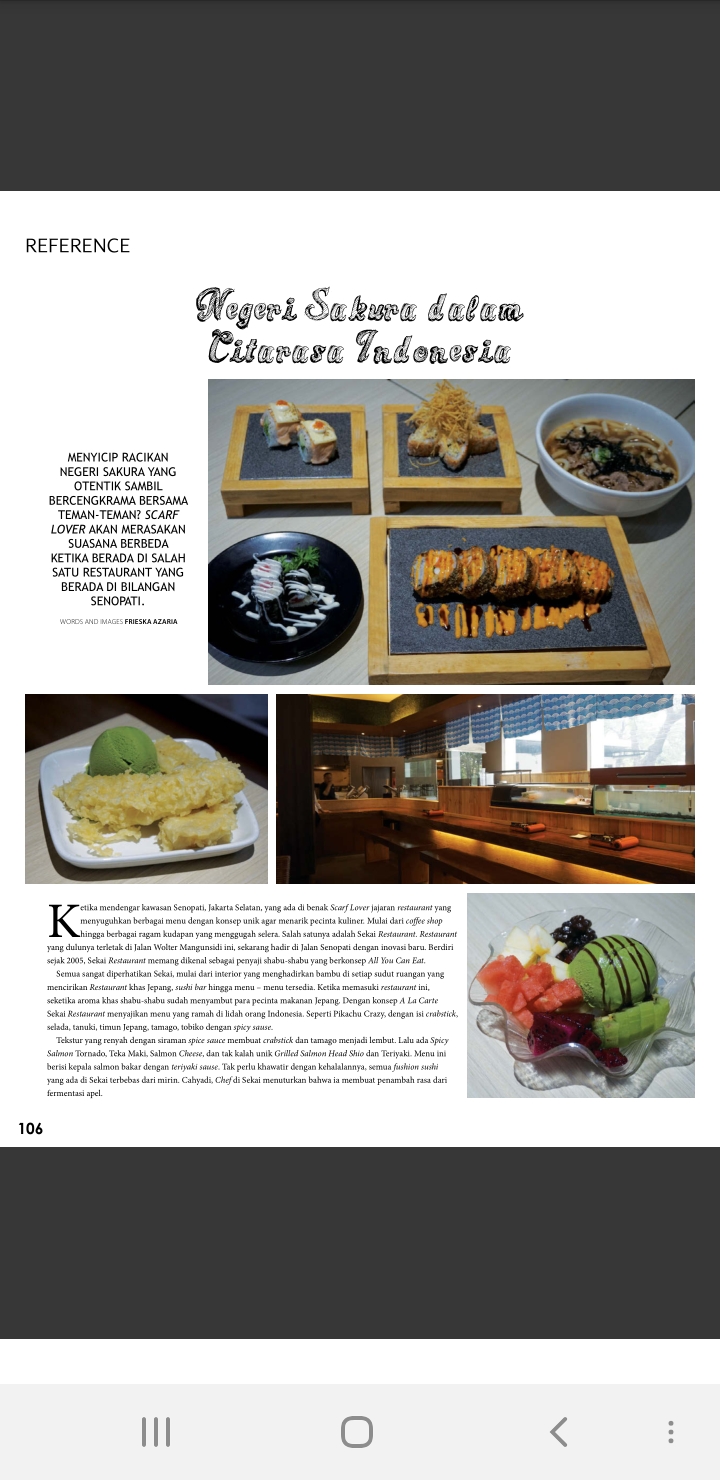 REFERENCE
Negeri Sakura dalam
Citarasa Indonesia
MENYICIP RACIKAN
NEGERI SAKURA YANG
OTENTIK SAMBIL
BERCENGKRAMA BERSAMA
TEMAN-TEMAN? SCARF
LOVER AKAN MERASAKAN
SUASANA BERBEDA
KETIKA BERADA DI SALAH
SATU RESTAURANT YANG
BERADA DI BILANGAN
SENOPATI.
WORDS AND IMAGES FRIESKA AZARIA
Ketika mendengar kawasan Senopati, Jakarta Selatan, yang ada di benak Scarf Lover jajaran restaurant yang
menyuguhkan berbagai menu dengan konsep unik agar menarik pecinta kuliner. Mulai dari coffee shop
hingga berbagai ragam kudapan yang menggugah selera. Salah satunya adalah Sekai Restaurant. Restaurant
yang dulunya terletak di Jalan Wolter Mangunsidi ini, sekarang hadir di Jalan Senopati dengan inovasi baru. Berdiri
sejak 2005, Sekai Restaurant memang dikenal sebagai penyaji shabu-shabu yang berkonsep All You Can Eat.
Semua sangat diperhatikan Sekai, mulai dari interior yang menghadirkan bambu di setiap sudut ruangan yang
mencirikan Restaurant khas Jepang, sushi bar hingga menu – menu tersedia. Ketika memasuki restaurant ini,
seketika aroma khas shabu-shabu sudah menyambut para pecinta makanan Jepang. Dengan konsep A La Carte
Sekai Restaurant menyajikan menu yang ramah di lidah orang Indonesia. Seperti Pikachu Crazy, dengan isi crabstick,
selada, tanuki, timun Jepang, tamago, tobiko dengan spicy sause.
Tekstur yang renyah dengan siraman spice sauce membuat crabstick dan tamago menjadi lembut. Lalu ada Spicy
Salmon Tornado, Teka Maki, Salmon Cheese, dan tak kalah unik Grilled Salmon Head Shio dan Teriyaki. Menu ini
berisi kepala salmon bakar dengan teriyaki sause. Tak perlu khawatir dengan kehalalannya, semua fushion sushi
yang ada di Sekai terbebas dari mirin. Cahyadi, Chef di Sekai menuturkan bahwa ia membuat penambah rasa dari
fermentasi apel.
106